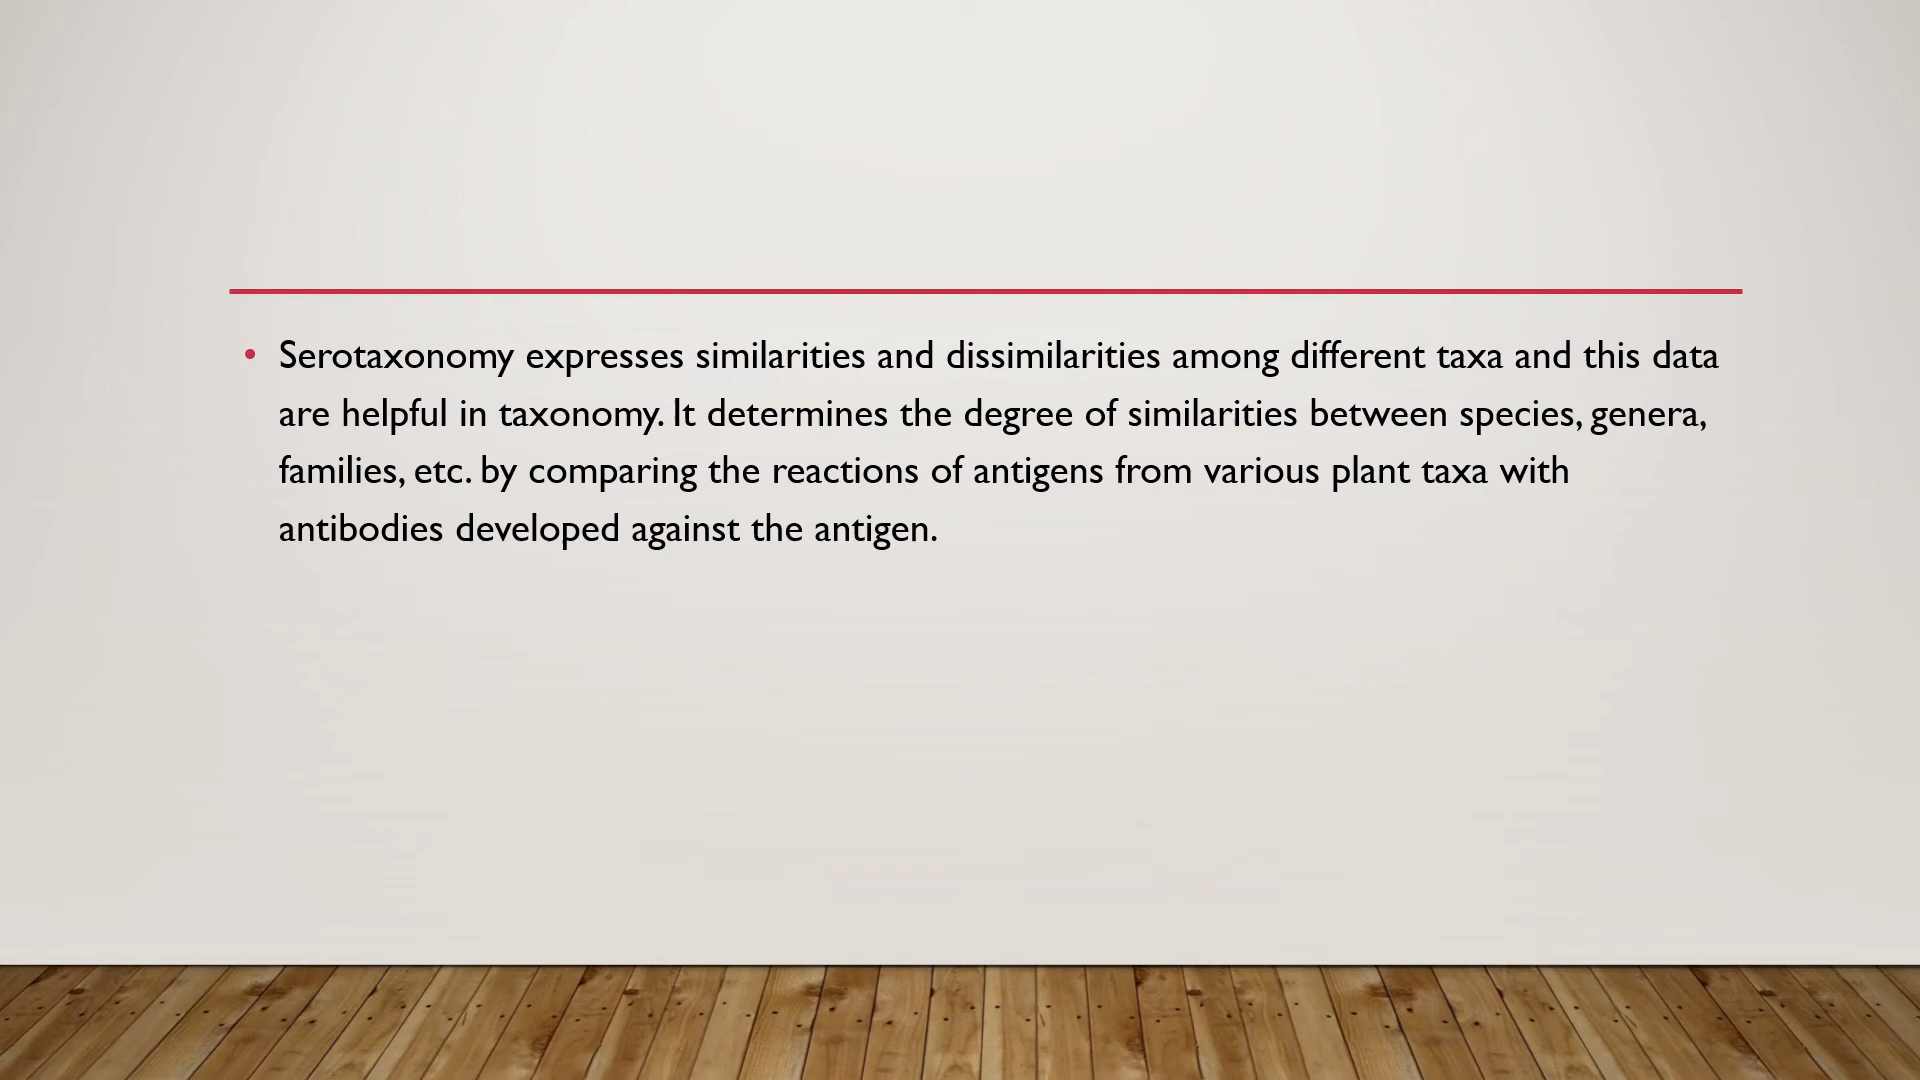 • Serotaxonomy expresses similarities and dissimilarities among different taxa and this data
are helpful in taxonomy. It determines the degree of similarities between species, genera,
families, etc. by comparing the reactions of antigens from various plant taxa with
antibodies developed against the antigen.